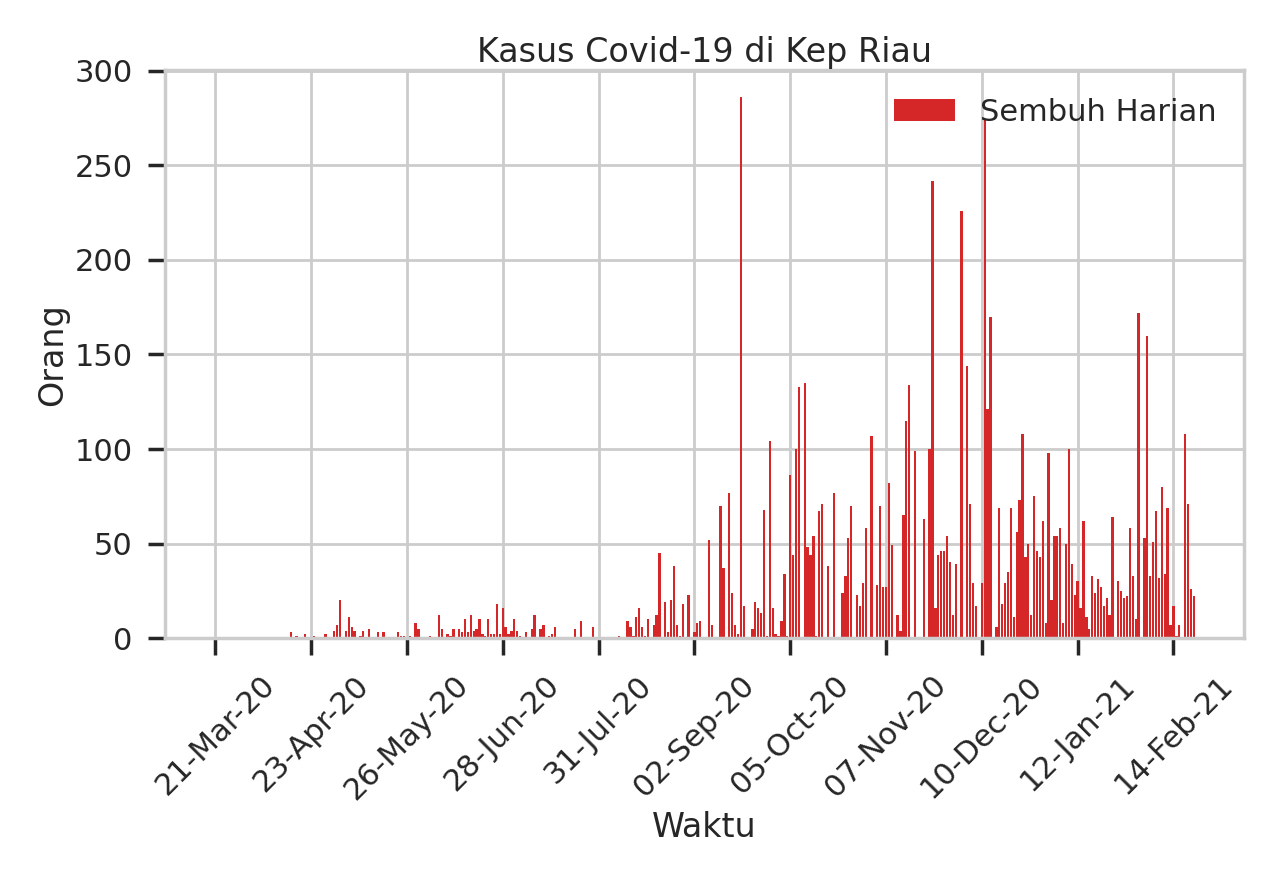 Kasus Covid-19 di Kep Riau
Sembuh Harian
Orang
300
250
200
150
100
50
0
21-Mar-20
23-Apr-20
26-May-20
28-Jun-20
31-Jul-20
02-Sep-20
05-Oct-20
07-Nov-20
10-Dec-20
12-Jan-21
14-Feb-21
Waktu